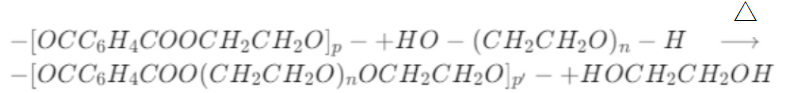 △
−[OCC₆H₄COOCH₂CH₂O]ₚ − +HO − (CH₂CH₂O)ₙ − H ⟶
−[OCC₆H₄COO(CH₂CH₂O)ₙOCH₂CH₂O]ₚ′ − +HOCH₂CH₂OH